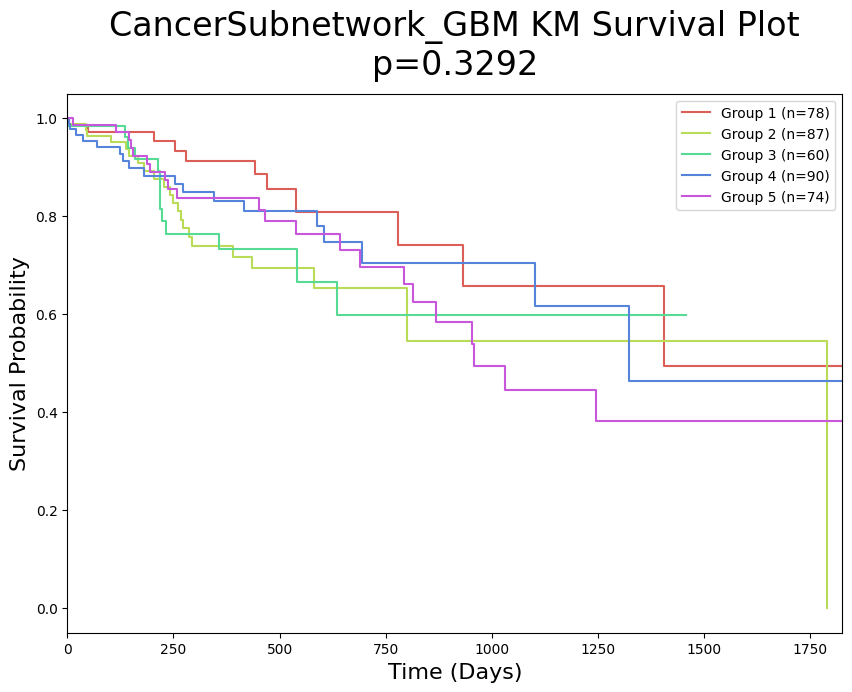 CancerSubnetwork_GBM KM Survival Plot
p=0.3292
Group 1 (n=78)
Group 2 (n=87)
Group 3 (n=60)
Group 4 (n=90)
Group 5 (n=74)
1.0
0.8
0.6
0.4
0.2
0.0
Survival Probability
0 250 500 750 1000 1250 1500 1750
Time (Days)